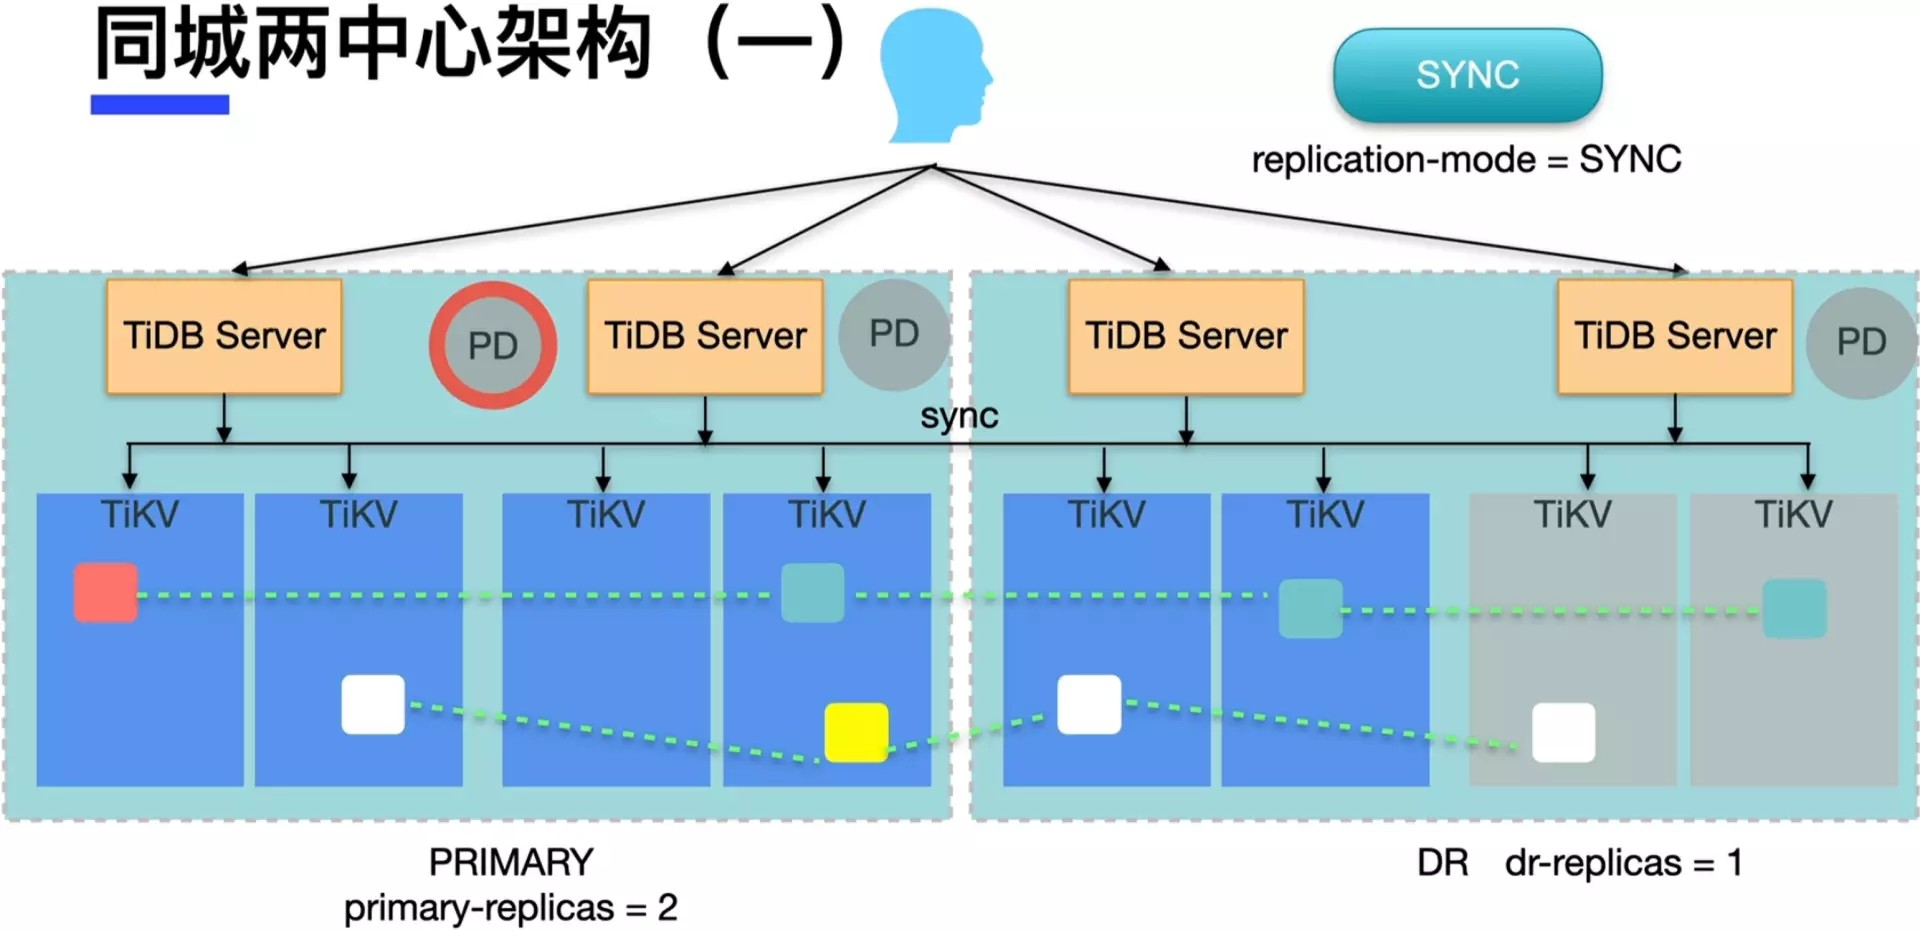 同城两中心架构（一）
SYNC
replication-mode = SYNC
TiDB Server
PD
TiDB Server
PD
TiDB Server
TiDB Server
PD
sync
TiKV
TiKV
TiKV
TiKV
TiKV
TiKV
TiKV
TiKV
PRIMARY
primary-replicas = 2
DR dr-replicas = 1